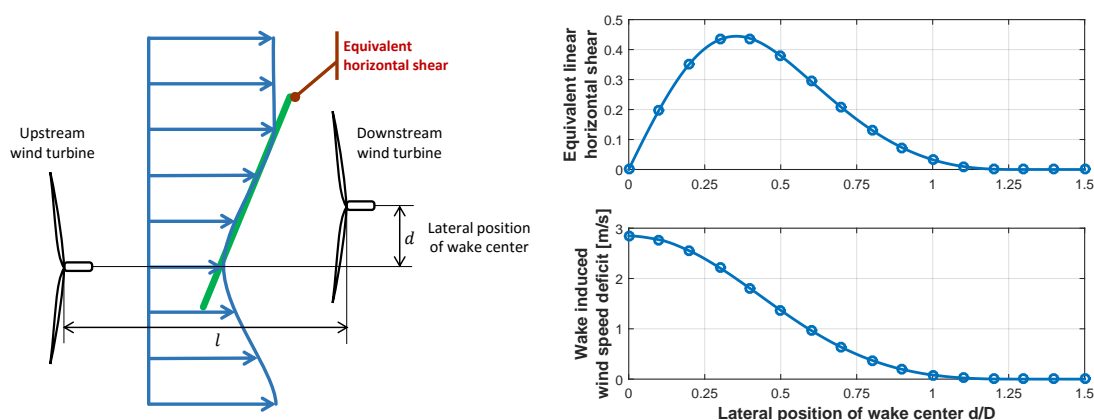 Equivalent
horizontal shear
Upstream
wind turbine
Downstream
wind turbine
d
Lateral position
of wake center
l
Equivalent linear
horizontal shear
0.5
0.4
0.3
0.2
0.1
0
0 0.25 0.5 0.75 1 1.25 1.5
Wake induced
wind speed deficit [m/s]
3
2
1
0
0 0.25 0.5 0.75 1 1.25 1.5
Lateral position of wake center d/D